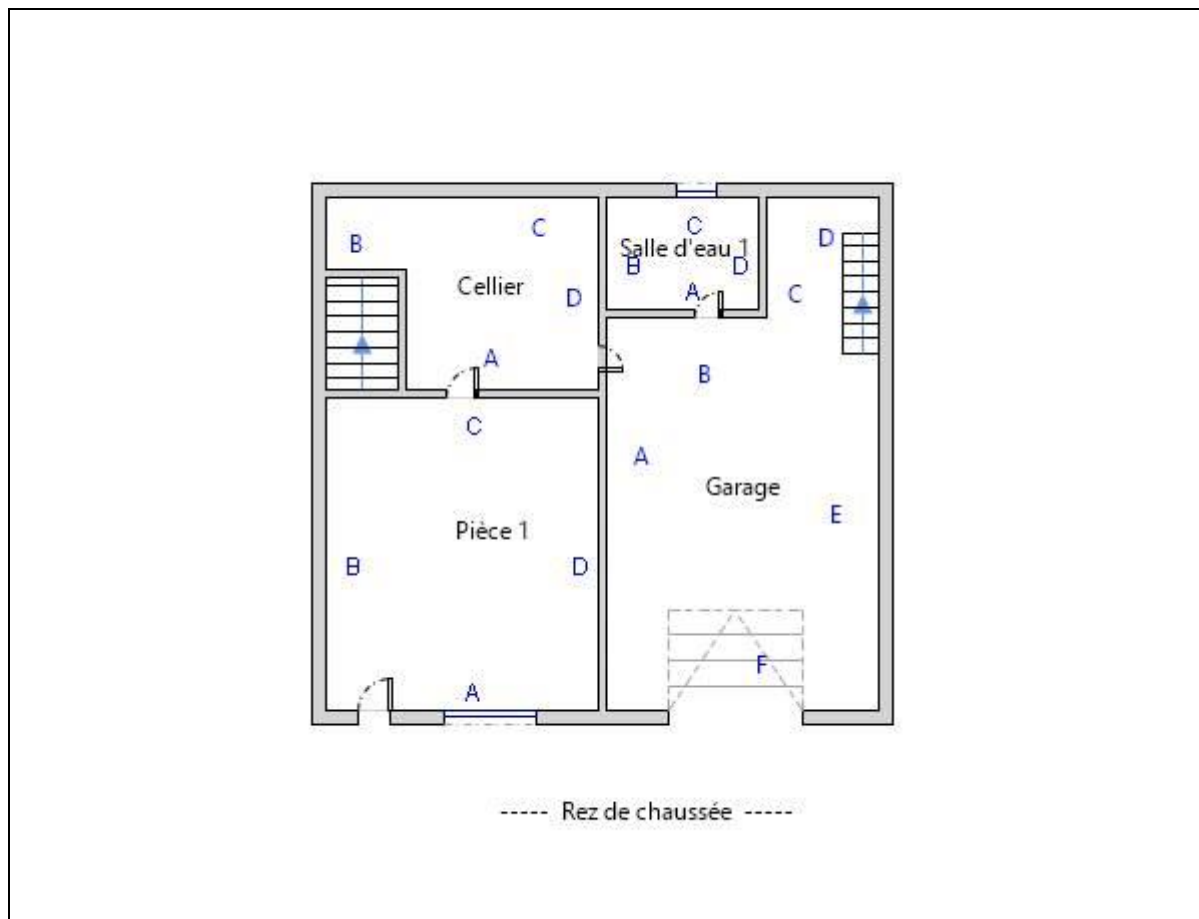 C
D
B
C
Salle d'eau 1
B
D
Cellier
A
C
D
A
B
C
A
Garage
E
Pièce 1
B
D
F
A
----- Rez de chaussée -----